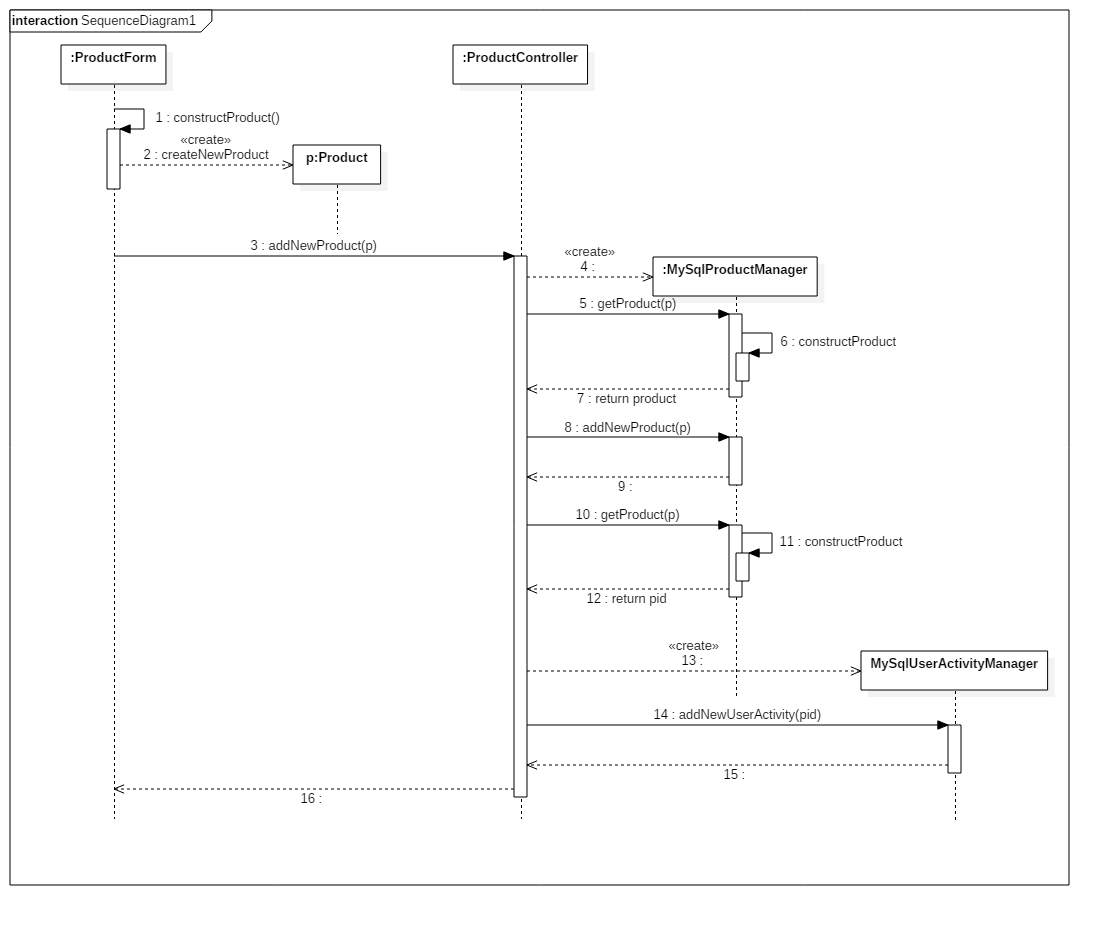 interaction SequenceDiagram1
:ProductForm
:ProductController
1 : constructProduct()
«create»
2 : createNewProduct
p:Product
3 : addNewProduct(p)
«create»
4 :
:MySqlProductManager
5 : getProduct(p)
6 : constructProduct
7 : return product
8 : addNewProduct(p)
9 :
10 : getProduct(p)
11 : constructProduct
12 : return pid
«create»
13 :
MySqlUserActivityManager
14 : addNewUserActivity(pid)
15 :
16 :